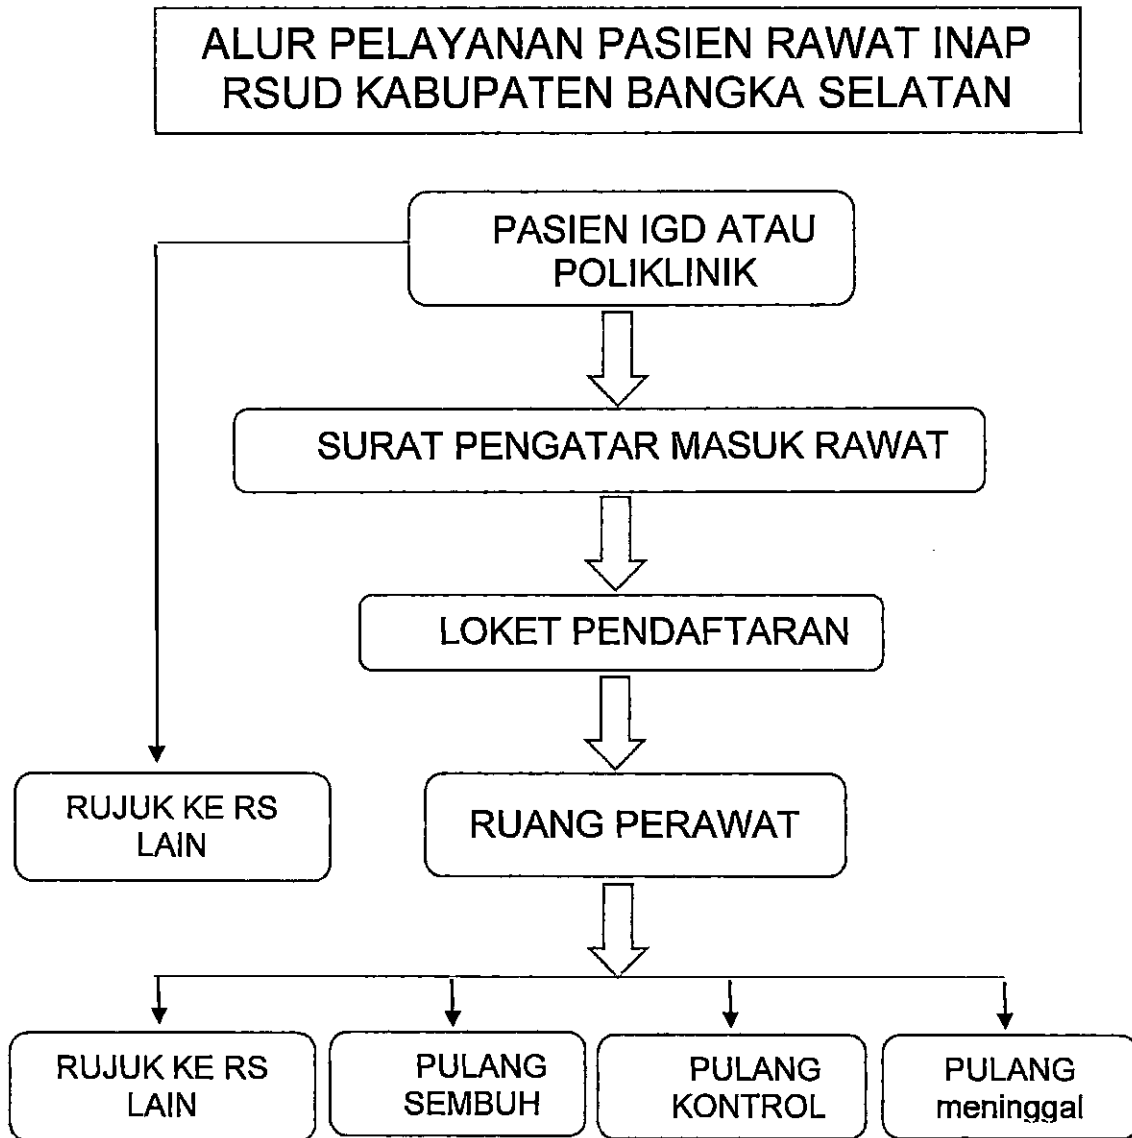 ALUR PELAYANAN PASIEN RAWAT INAP
RSUD KABUPATEN BANGKA SELATAN
PASIEN IGD ATAU
POLIKLINIK
SURAT PENGATAR MASUK RAWAT
LOKET PENDAFTARAN
RUJUK KE RS
LAIN
RUANG PERAWAT
RUJUK KE RS
LAIN
PULANG
SEMBUH
PULANG
KONTROL
PULANG
meninggal